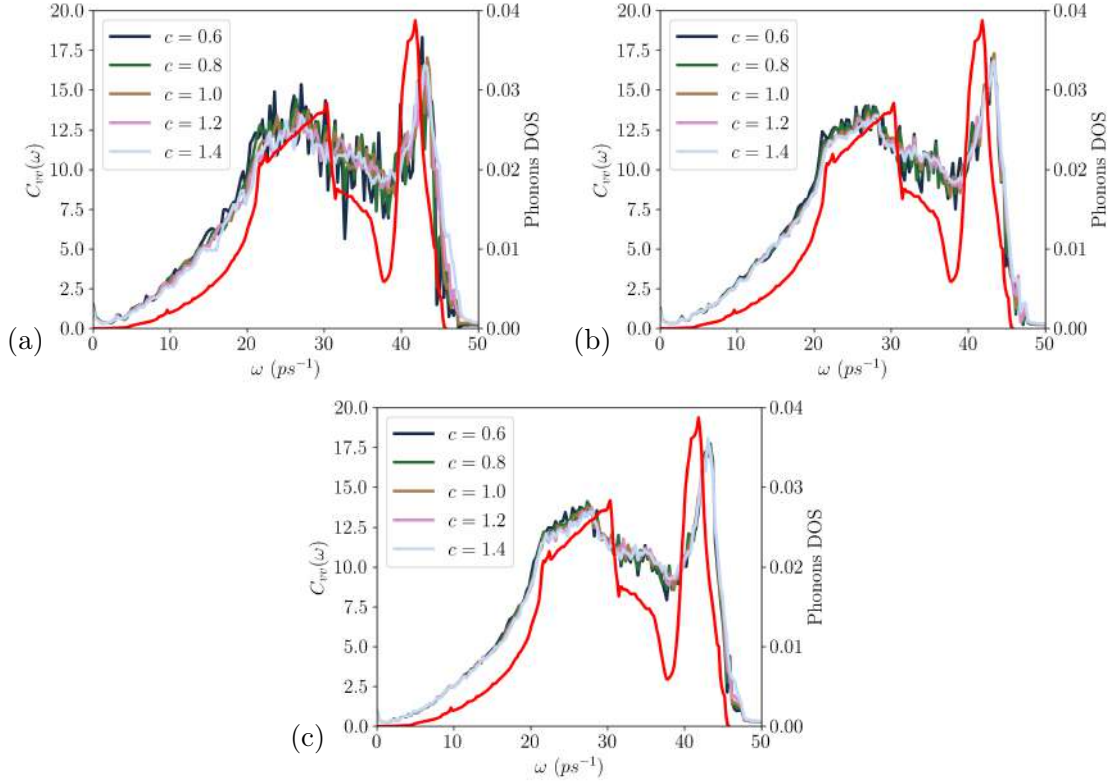 20.0
17.5
15.0
12.5
10.0
7.5
5.0
2.5
0.0
C_{vv}(ω)
c = 0.6
c = 0.8
c = 1.0
c = 1.2
c = 1.4
0.04
0.03
0.02
0.01
0.00
Phonons DOS
0 10 20 30 40 50
ω (ps⁻¹)
(a)
20.0
17.5
15.0
12.5
10.0
7.5
5.0
2.5
0.0
C_{vv}(ω)
c = 0.6
c = 0.8
c = 1.0
c = 1.2
c = 1.4
0.04
0.03
0.02
0.01
0.00
Phonons DOS
0 10 20 30 40 50
ω (ps⁻¹)
(b)
20.0
17.5
15.0
12.5
10.0
7.5
5.0
2.5
0.0
C_{vv}(ω)
c = 0.6
c = 0.8
c = 1.0
c = 1.2
c = 1.4
0.04
0.03
0.02
0.01
0.00
Phonons DOS
0 10 20 30 40 50
ω (ps⁻¹)
(c)